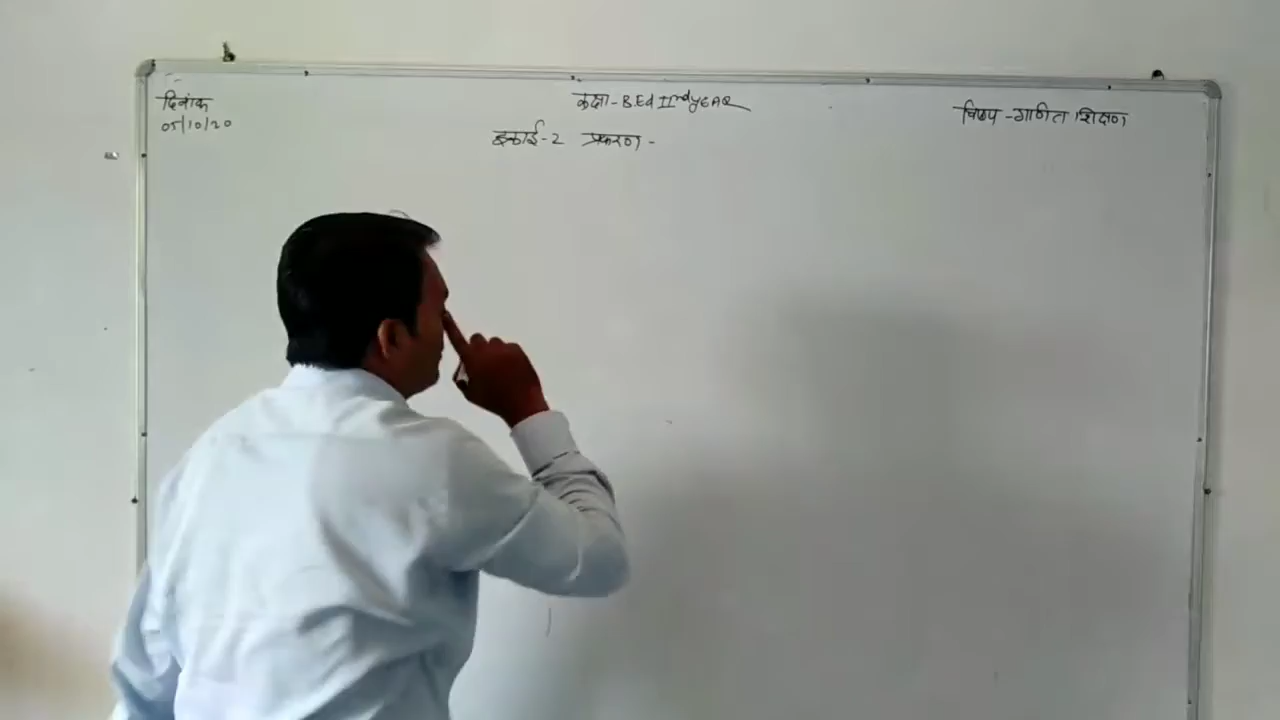 दिनांक
05/10/20
कक्षा - B.Ed IInd yEAR
विषय - गणित शिक्षण
इकाई - 2 प्रकरण -